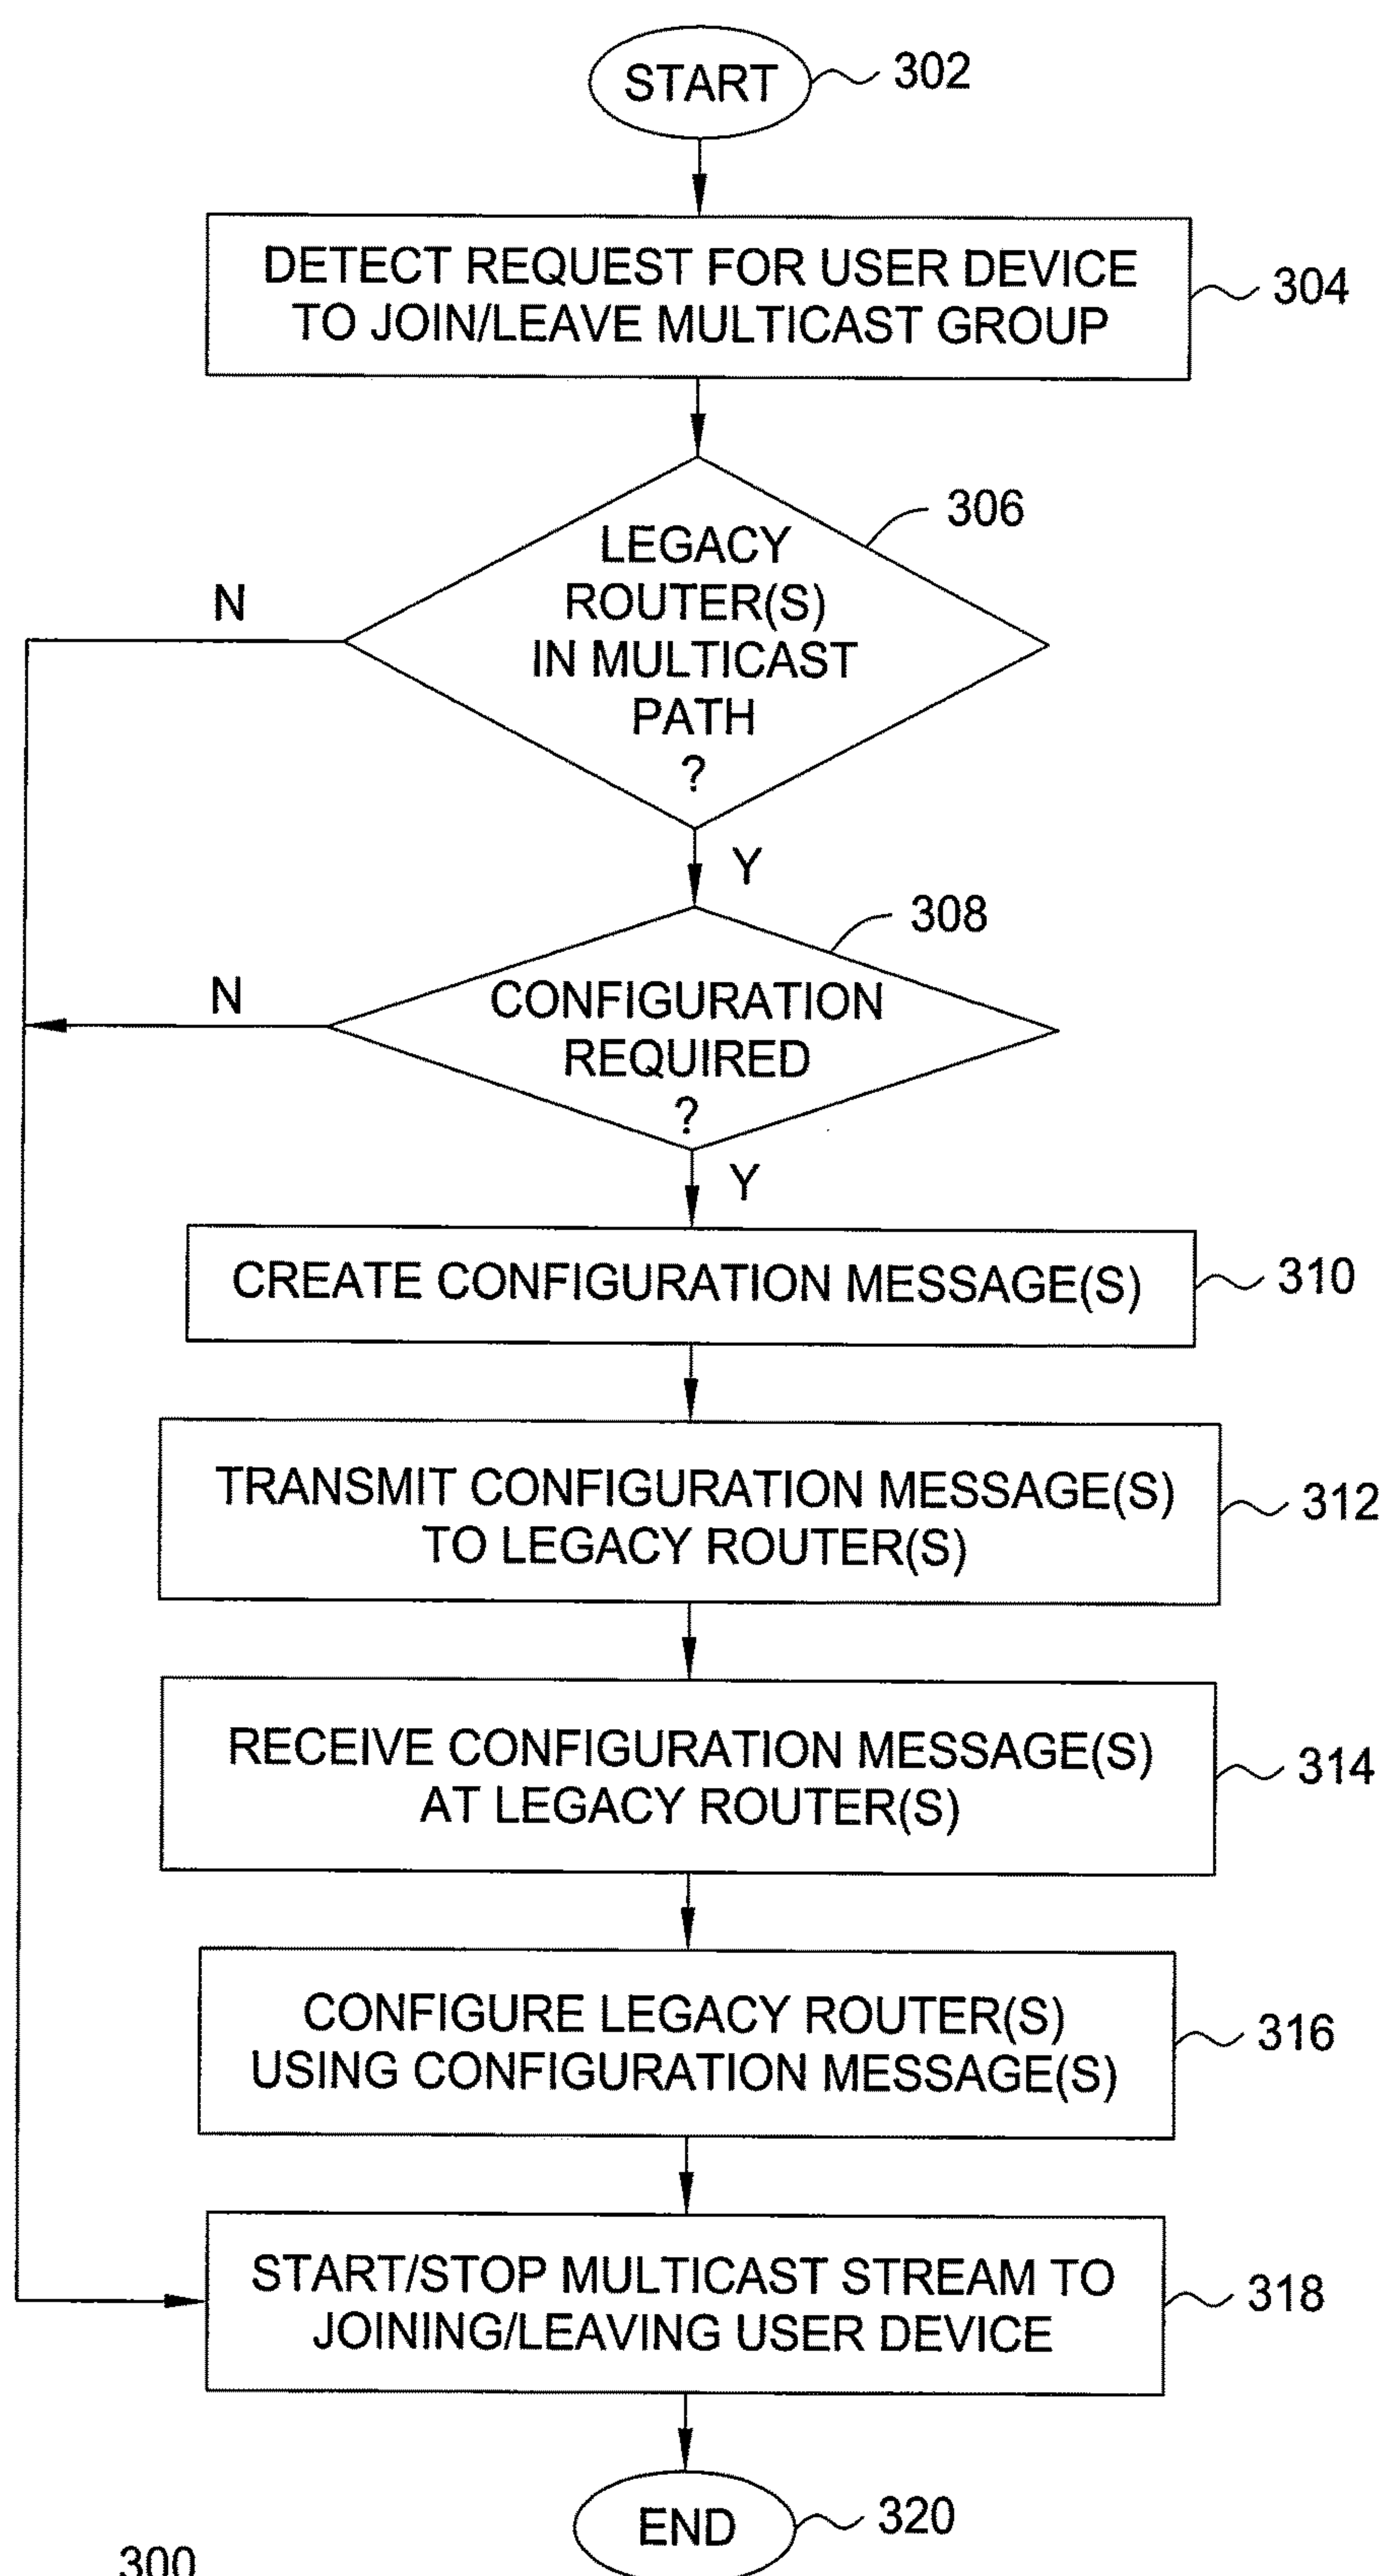 START
302
DETECT REQUEST FOR USER DEVICE
TO JOIN/LEAVE MULTICAST GROUP
304
LEGACY
ROUTER(S)
IN MULTICAST
PATH
?
306
N
Y
CONFIGURATION
REQUIRED
?
308
N
Y
CREATE CONFIGURATION MESSAGE(S)
310
TRANSMIT CONFIGURATION MESSAGE(S)
TO LEGACY ROUTER(S)
312
RECEIVE CONFIGURATION MESSAGE(S)
AT LEGACY ROUTER(S)
314
CONFIGURE LEGACY ROUTER(S)
USING CONFIGURATION MESSAGE(S)
316
START/STOP MULTICAST STREAM TO
JOINING/LEAVING USER DEVICE
318
END
320
300